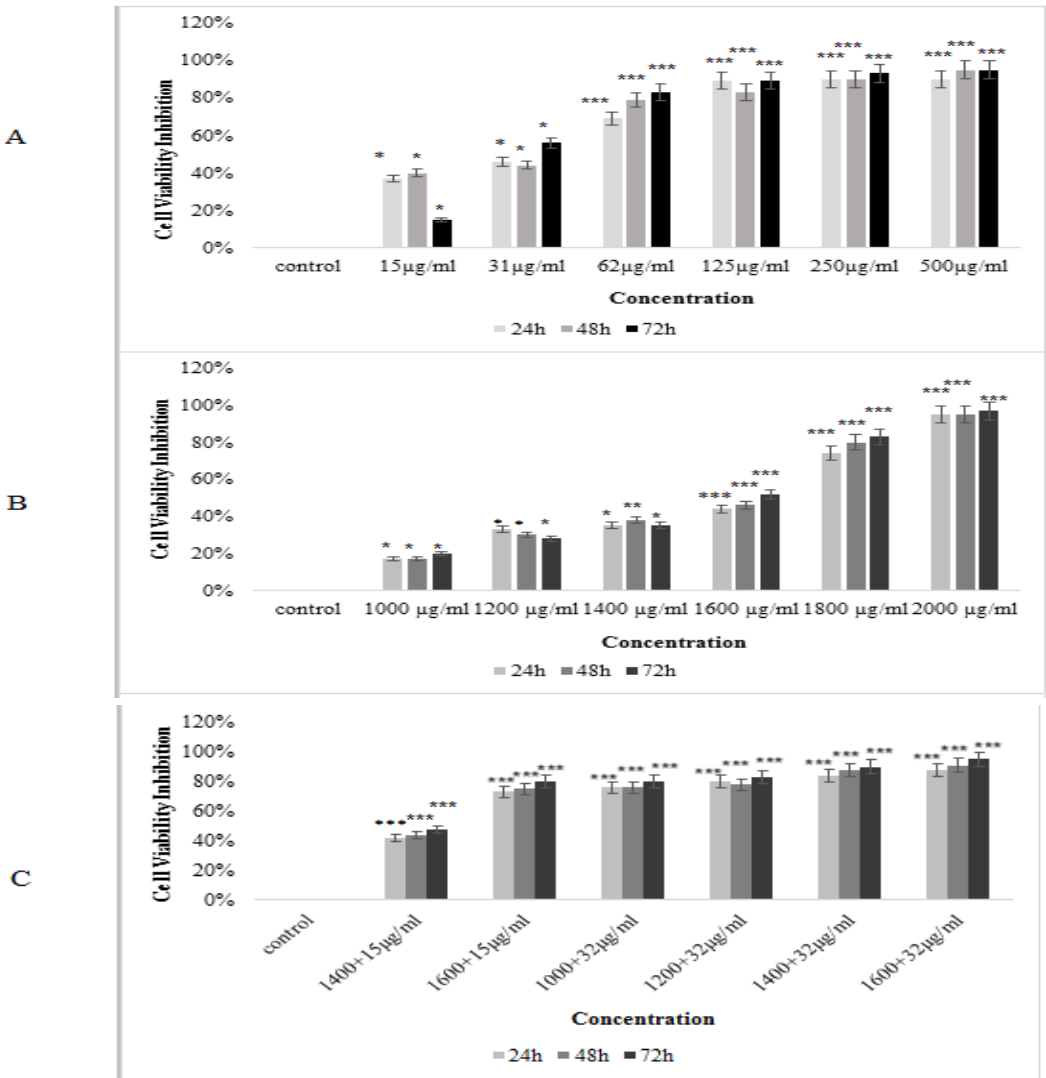 A
Cell Viability Inhibition
120%
100%
80%
60%
40%
20%
0%
* * *
* * *
*** *** ***
*** *** ***
*** *** ***
*** *** ***
control 15µg/ml 31µg/ml 62µg/ml 125µg/ml 250µg/ml 500µg/ml
Concentration
24h 48h 72h
B
Cell Viability Inhibition
120%
100%
80%
60%
40%
20%
0%
* * *
* * *
* ** *
*** *** ***
*** *** ***
*** *** ***
control 1000 µg/ml 1200 µg/ml 1400 µg/ml 1600 µg/ml 1800 µg/ml 2000 µg/ml
Concentration
24h 48h 72h
C
Cell Viability Inhibition
120%
100%
80%
60%
40%
20%
0%
*** *** ***
*** *** ***
*** *** ***
*** *** ***
*** *** ***
*** *** ***
control
1400+15µg/ml
1600+15µg/ml
1000+32µg/ml
1200+32µg/ml
1400+32µg/ml
1600+32µg/ml
Concentration
24h 48h 72h